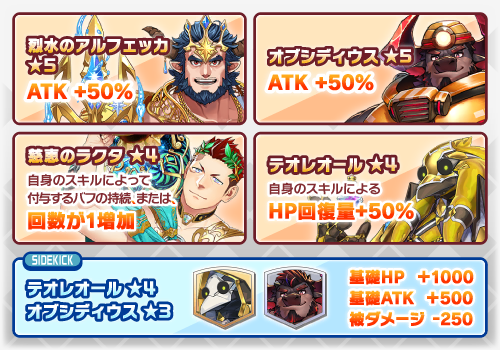 烈水のアルフェッカ
★5
ATK +50%
オブシディウス ★5
ATK +50%
慈恵のラクタ ★4
自身のスキルによって
付与するバフの持続、または、
回数が1増加
テオレオール ★4
自身のスキルによる
HP回復量+50%
SIDEKICK
テオレオール ★4
オブシディウス ★3
基礎HP +1000
基礎ATK +500
被ダメージ -250